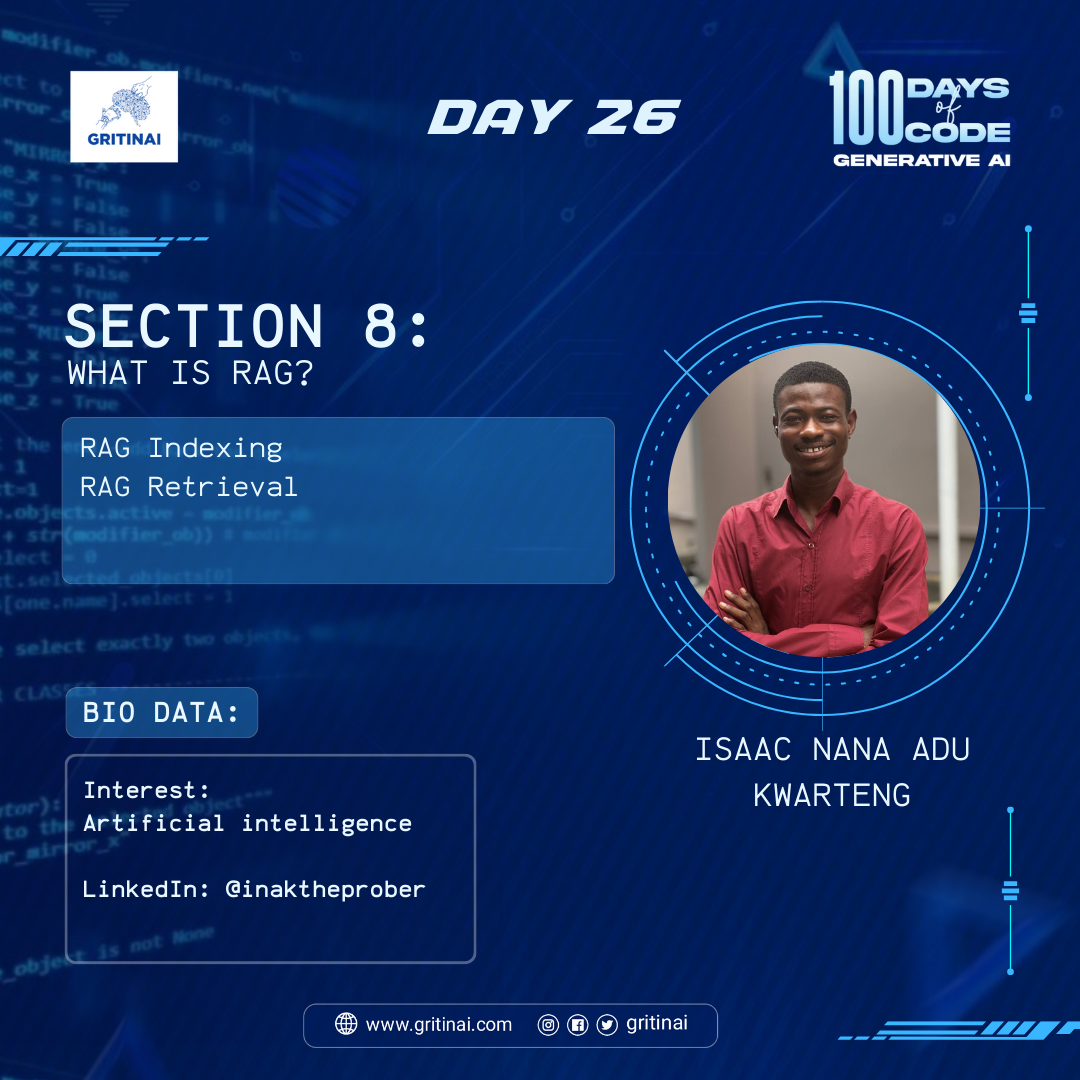 GRITINAI
DAY 26
100 DAYS
of
CODE
GENERATIVE AI
SECTION 8:
WHAT IS RAG?
RAG Indexing
RAG Retrieval
BIO DATA:
Interest:
Artificial intelligence
LinkedIn: @inaktheprober
ISAAC NANA ADU
KWARTENG
www.gritinai.com
gritinai